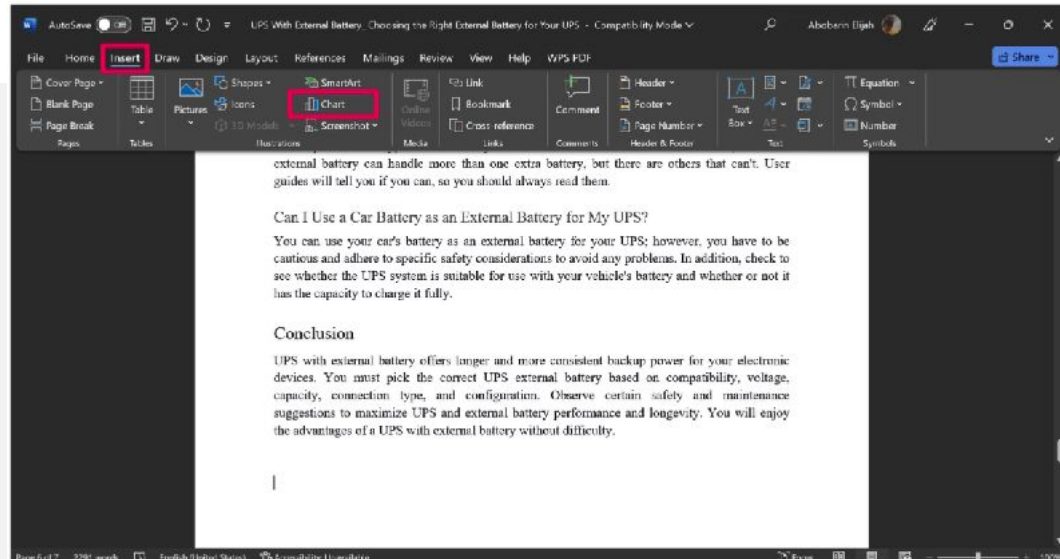 AutoSave Off UPS With External Battery_ Choosing the Right External Battery for Your UPS - Compatibility Mode Abobarin Elijah
File Home Insert Draw Design Layout References Mailings Review View Help WPS PDF Share
Cover Page Shapes SmartArt Link Header Equation
Blank Page Table Pictures Icons Chart Online Videos Bookmark Comment Footer Text Box Symbol
Page Break 3D Models Screenshot Cross-reference Page Number Number
Pages Tables Illustrations Media Links Comments Header & Footer Text Symbols
external battery can handle more than one extra battery, but there are others that can't. User
guides will tell you if you can, so you should always read them.
Can I Use a Car Battery as an External Battery for My UPS?
You can use your car's battery as an external battery for your UPS; however, you have to be
cautious and adhere to specific safety considerations to avoid any problems. In addition, check to
see whether the UPS system is suitable for use with your vehicle's battery and whether or not it
has the capacity to charge it fully.
Conclusion
UPS with external battery offers longer and more consistent backup power for your electronic
devices. You must pick the correct UPS external battery based on compatibility, voltage,
capacity, connection type, and configuration. Observe certain safety and maintenance
suggestions to maximize UPS and external battery performance and longevity. You will enjoy
the advantages of a UPS with external battery without difficulty.
Page 6 of 7 words English (United States) Accessibility: Unavailable Focus 100%